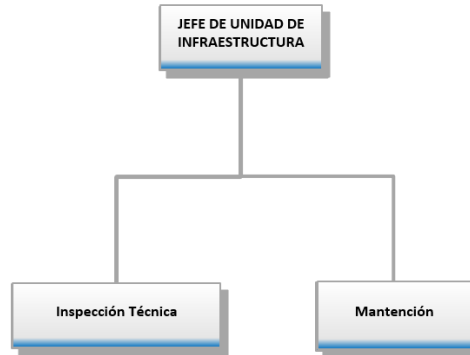 JEFE DE UNIDAD DE
INFRAESTRUCTURA
Inspección Técnica
Mantención